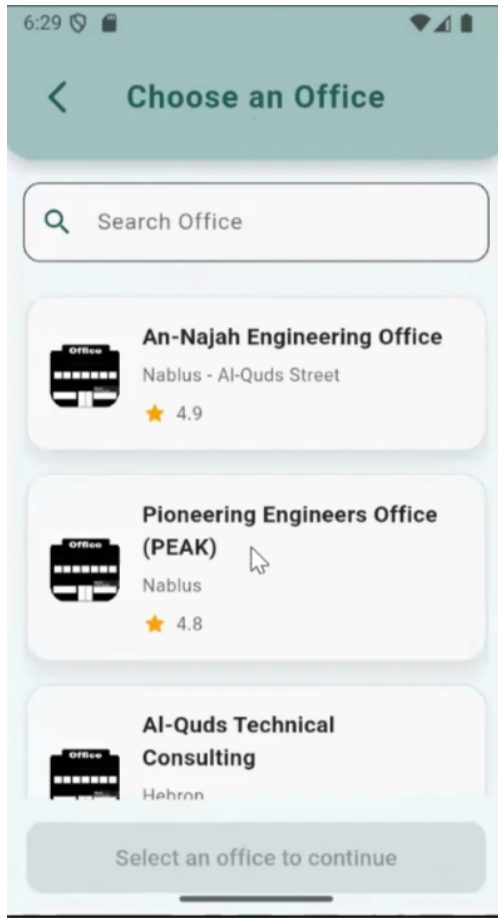 6:29
Choose an Office
Search Office
Office
An-Najah Engineering Office
Nablus - Al-Quds Street
4.9
Office
Pioneering Engineers Office
(PEAK)
Nablus
4.8
Office
Al-Quds Technical
Consulting
Hebron
Select an office to continue